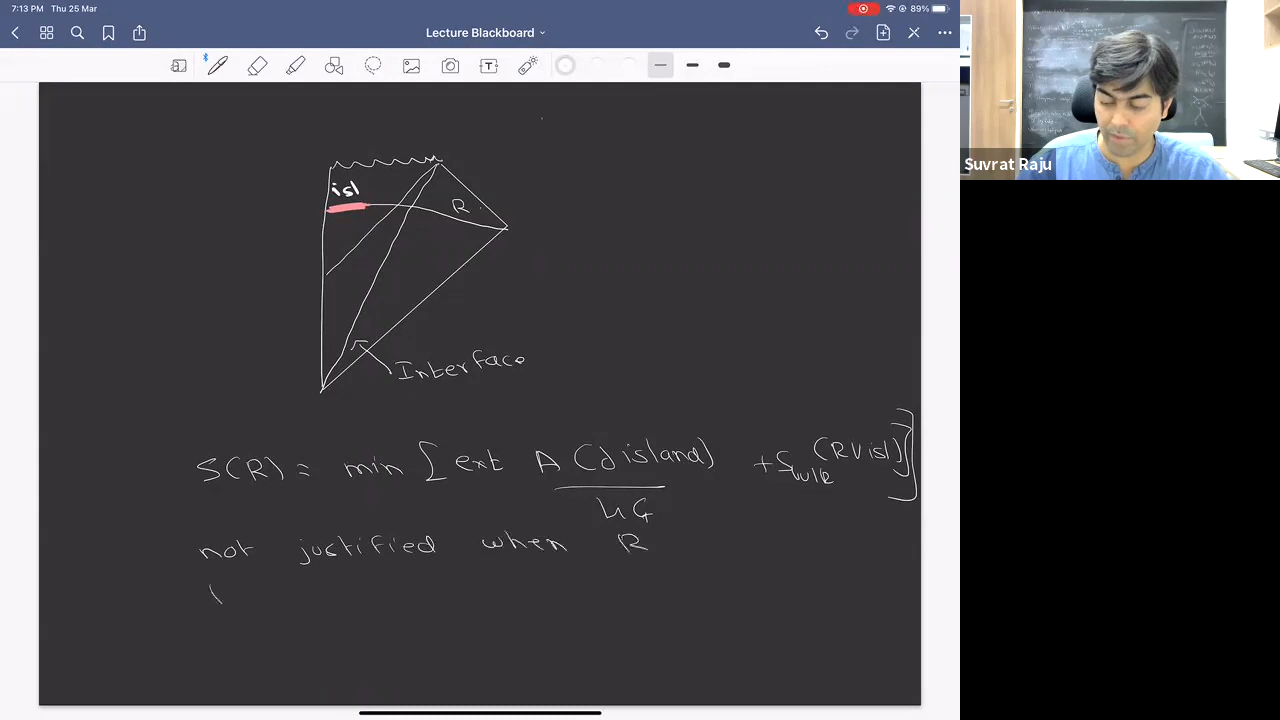 7:13 PM Thu 25 Mar
89%
Lecture Blackboard
T
Suvrat Raju
isl
R
Interface
S(R) = min [ ext A (∂ island) + S_bulk (R ∪ isl) ]
4G
not justified when R